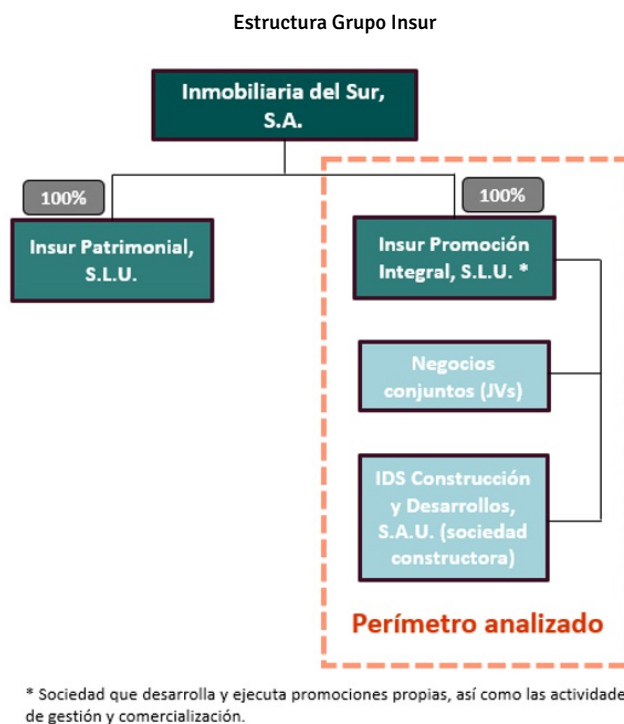 Estructura Grupo Insur
Inmobiliaria del Sur,
S.A.
100%
100%
Insur Patrimonial,
S.L.U.
Insur Promoción
Integral, S.L.U. *
Negocios
conjuntos (JVs)
IDS Construcción
y Desarrollos,
S.A.U. (sociedad
constructora)
Perímetro analizado
* Sociedad que desarrolla y ejecuta promociones propias, así como las actividade
de gestión y comercialización.